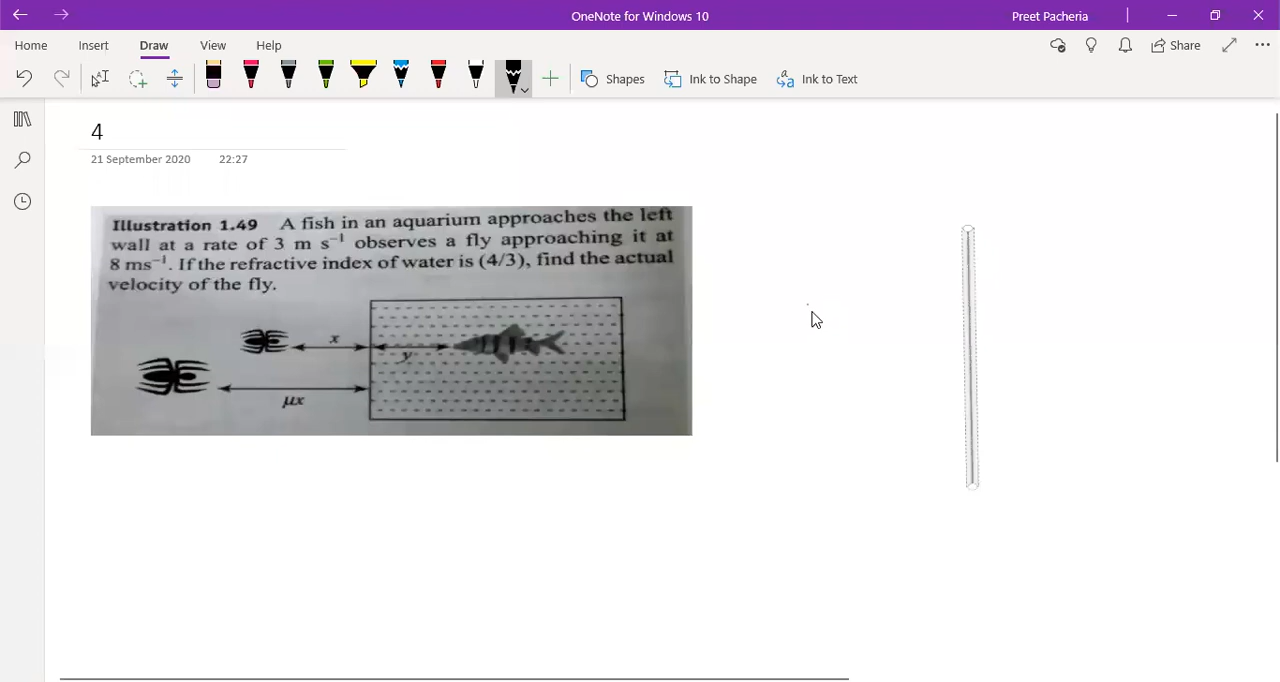 OneNote for Windows 10
Preet Pacheria
Home Insert Draw View Help
Share
Shapes
Ink to Shape
Ink to Text
4
21 September 2020 22:27
Illustration 1.49 A fish in an aquarium approaches the left
wall at a rate of 3 m s⁻¹ observes a fly approaching it at
8 ms⁻¹. If the refractive index of water is (4/3), find the actual
velocity of the fly.
x
y
μx